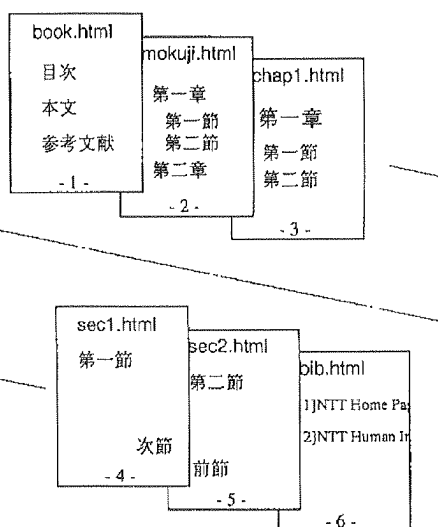 book.html
目次
本文
参考文献
- 1 -
mokuji.html
第一章
第一節
第二節
第二章
- 2 -
chap1.html
第一章
第一節
第二節
- 3 -
sec1.html
第一節
次節
- 4 -
sec2.html
第二節
前節
- 5 -
bib.html
1]NTT Home
2]NTT Human
- 6 -